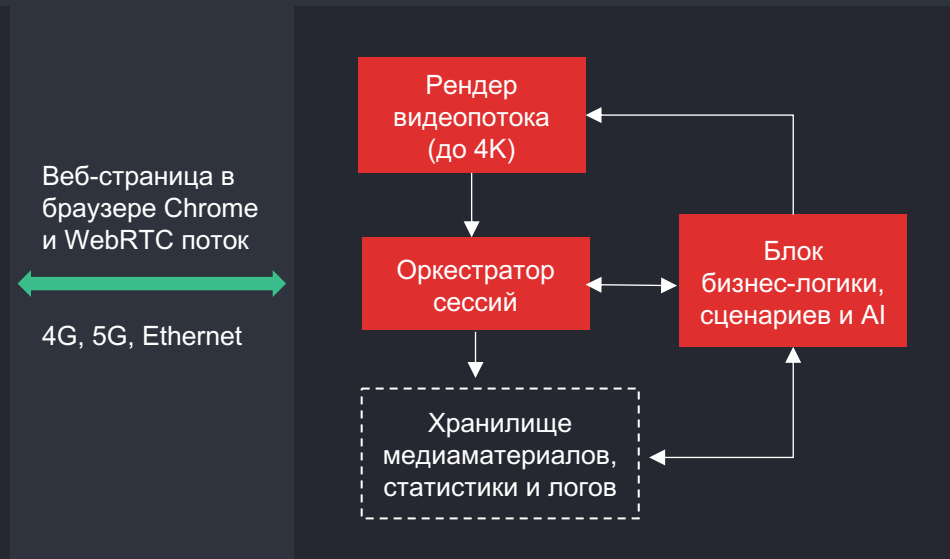 Веб-страница в
браузере Chrome
и WebRTC поток
4G, 5G, Ethernet
Рендер
видеопотока
(до 4K)
Оркестратор
сессий
Блок
бизнес-логики,
сценариев и AI
Хранилище
медиаматериалов,
статистики и логов